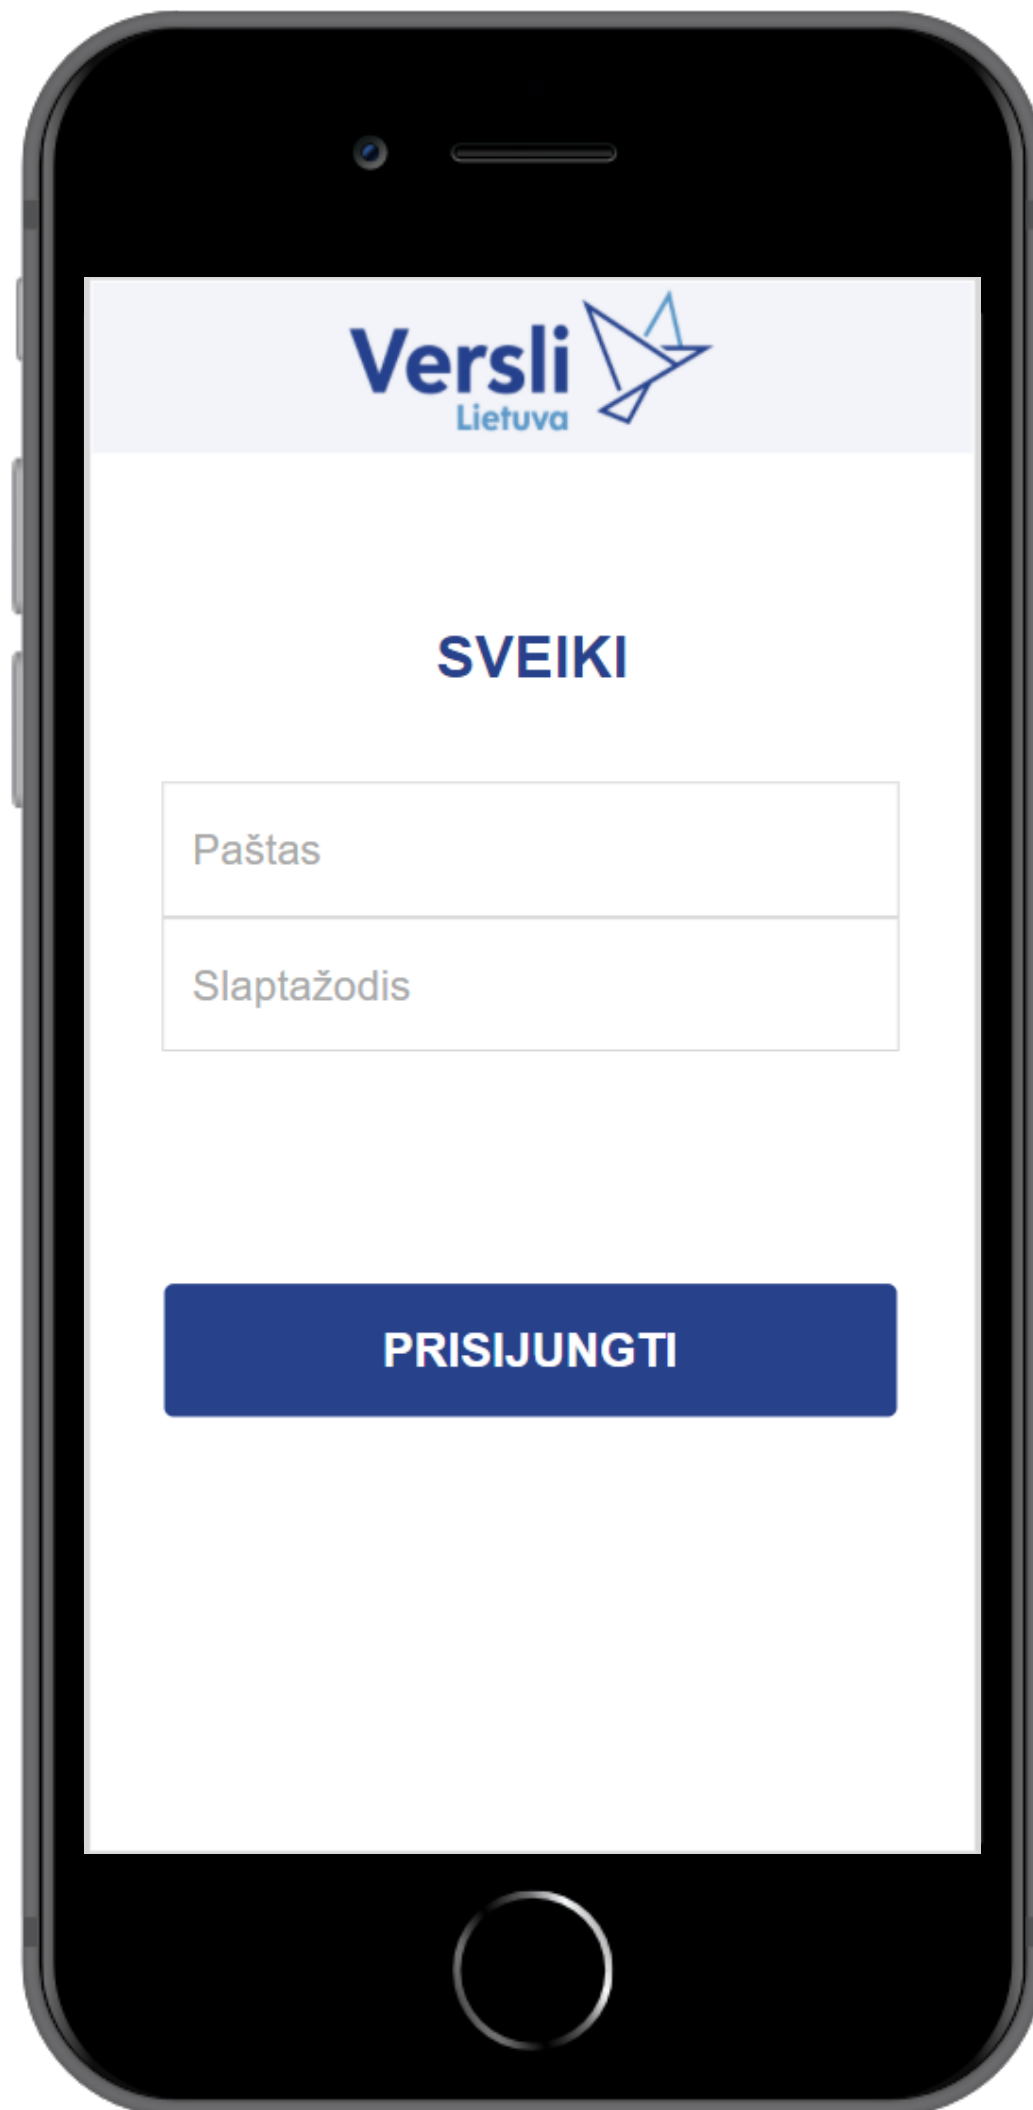 Versli
Lietuva
SVEIKI
Paštas
Slaptažodis
PRISIJUNGTI